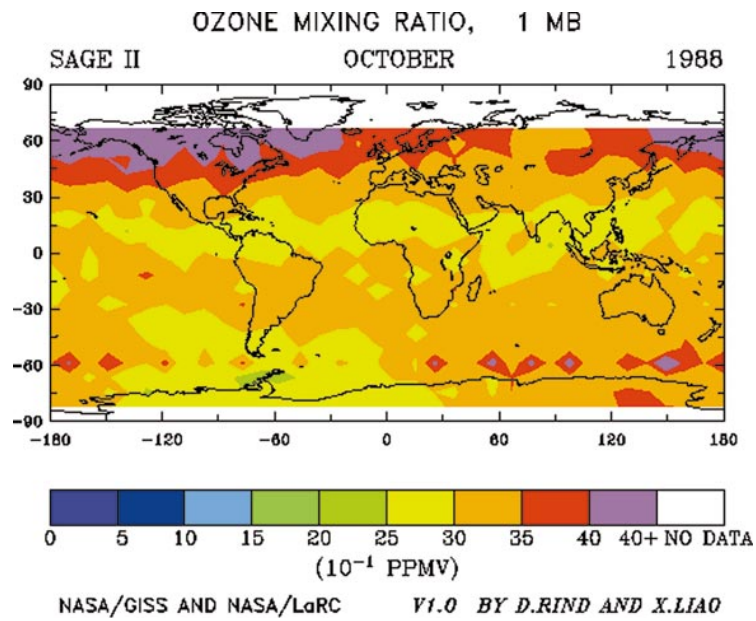 OZONE MIXING RATIO, 1 MB
SAGE II OCTOBER 1988
90
60
30
0
-30
-60
-90
-180 -120 -60 0 60 120 180
0 5 10 15 20 25 30 35 40 40+ NO DATA
(10⁻¹ PPMV)
NASA/GISS AND NASA/LaRC V1.0 BY D.RIND AND X.LIAO